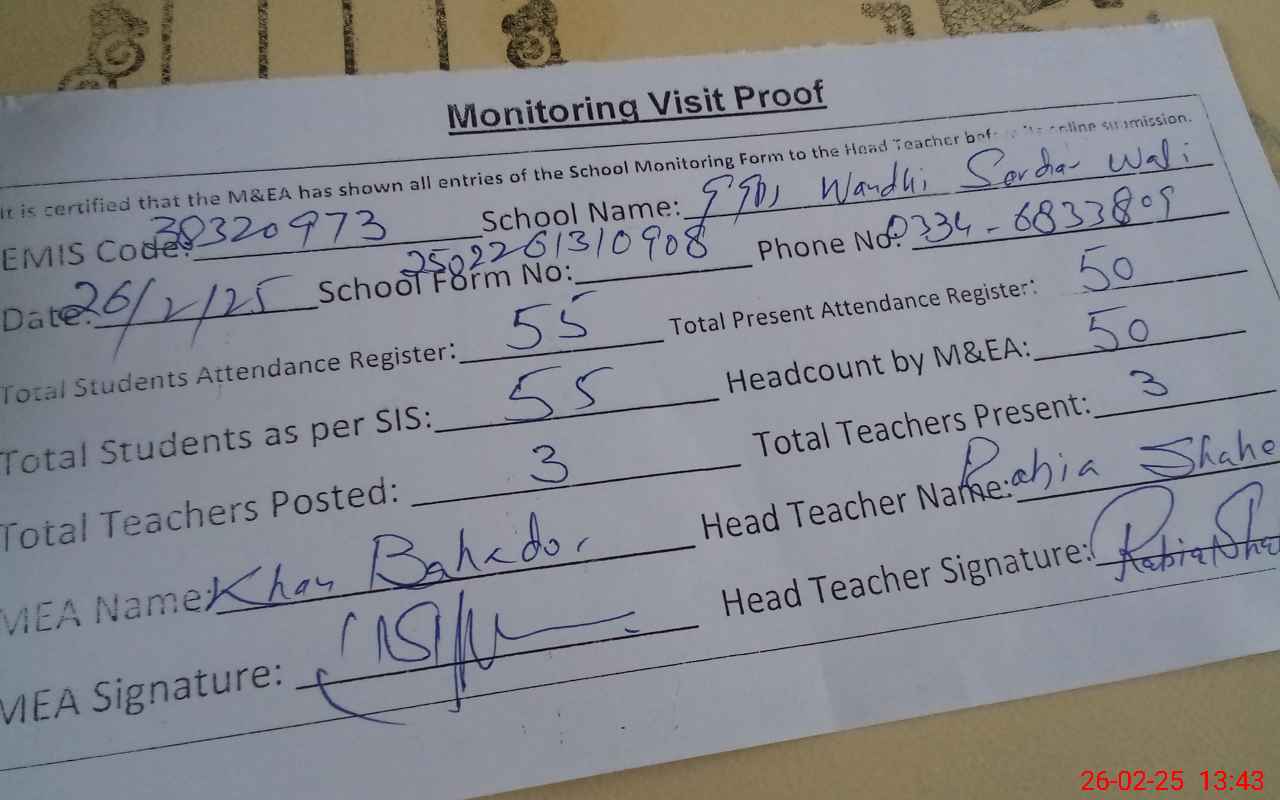 Monitoring Visit Proof
It is certified that the M&EA has shown all entries of the School Monitoring Form to the Head Teacher before its online submission.
EMIS Code: 38320973 School Name: Wandhi Sardar Wali
Date: 26/2/25 School Form No: 2502261310908 Phone No: 0334-6833809
Total Students Attendance Register: 55 Total Present Attendance Register: 50
Total Students as per SIS: 55 Headcount by M&EA: 50
Total Teachers Posted: 3 Total Teachers Present: 3
MEA Name: Khan Bahador Head Teacher Name: Rabia Shahe
MEA Signature: Head Teacher Signature: Rabia Sha
26-02-25 13:43